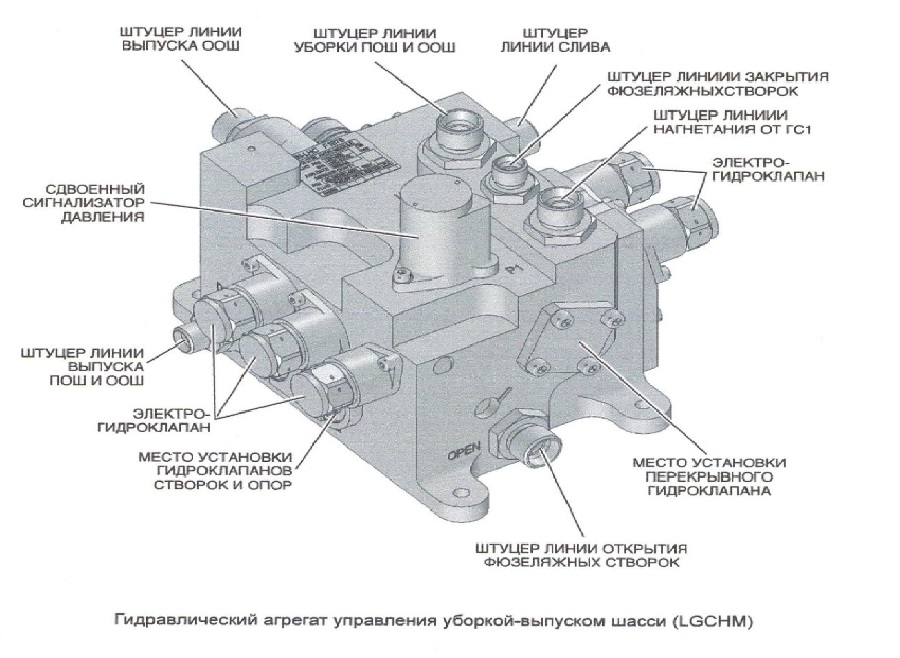 ШТУЦЕР ЛИНИИ
ВЫПУСКА ООШ
ШТУЦЕР ЛИНИИ
УБОРКИ ПОШ И ООШ
ШТУЦЕР
ЛИНИИ СЛИВА
ШТУЦЕР ЛИНИИИ ЗАКРЫТИЯ
ФЮЗЕЛЯЖНЫХСТВОРОК
ШТУЦЕР ЛИНИИИ
НАГНЕТАНИЯ ОТ ГС1
ЭЛЕКТРО-
ГИДРОКЛАПАН
СДВОЕННЫЙ
СИГНАЛИЗАТОР
ДАВЛЕНИЯ
P1
ШТУЦЕР ЛИНИИ
ВЫПУСКА
ПОШ И ООШ
ЭЛЕКТРО-
ГИДРОКЛАПАН
МЕСТО УСТАНОВКИ
ГИДРОКЛАПАНОВ
СТВОРОК И ОПОР
OPEN
МЕСТО УСТАНОВКИ
ПЕРЕКРЫВНОГО
ГИДРОКЛАПАНА
ШТУЦЕР ЛИНИИ ОТКРЫТИЯ
ФЮЗЕЛЯЖНЫХ СТВОРОК
Гидравлический агрегат управления уборкой-выпуском шасси (LGCHM)